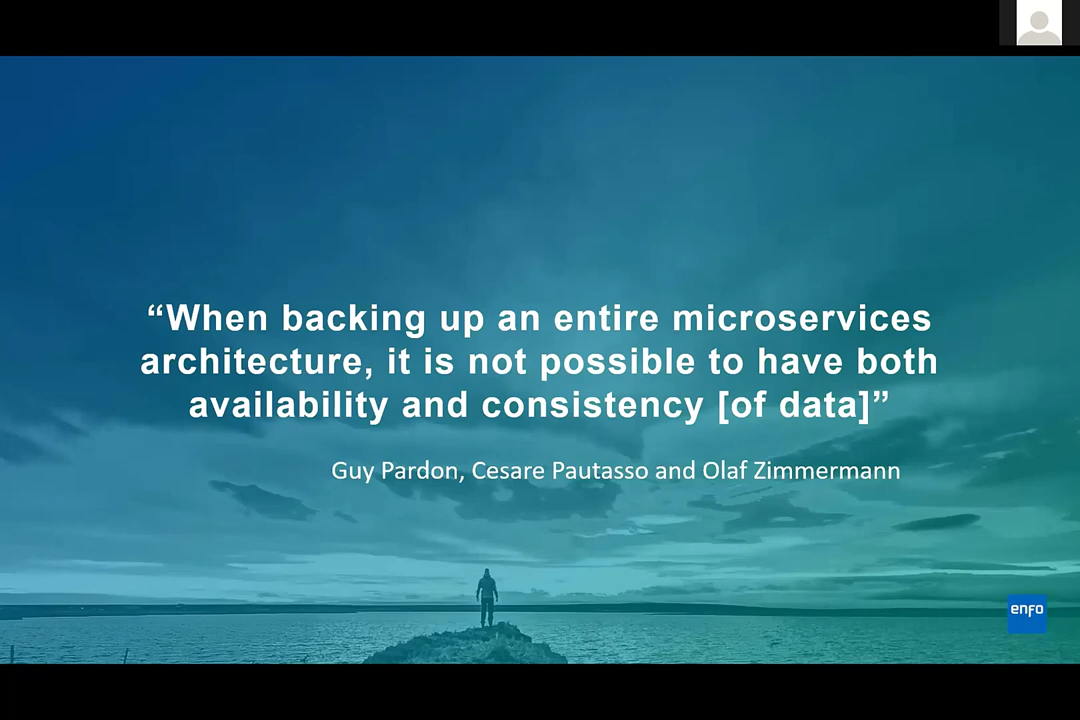 “When backing up an entire microservices
architecture, it is not possible to have both
availability and consistency [of data]”
Guy Pardon, Cesare Pautasso and Olaf Zimmermann
enfo